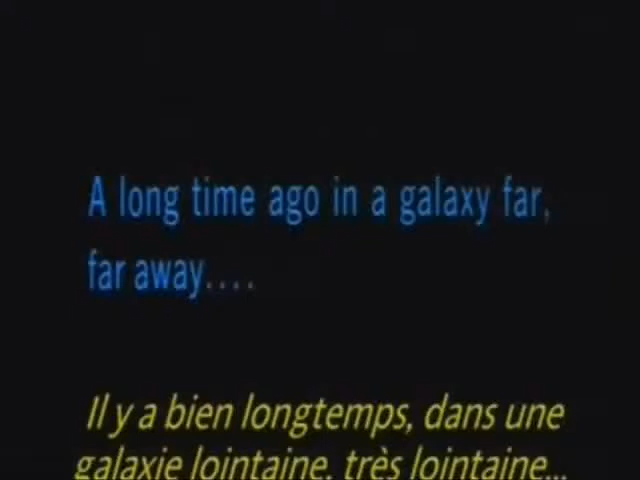 A long time ago in a galaxy far,
far away....
Il y a bien longtemps, dans une
galaxie lointaine, très lointaine...